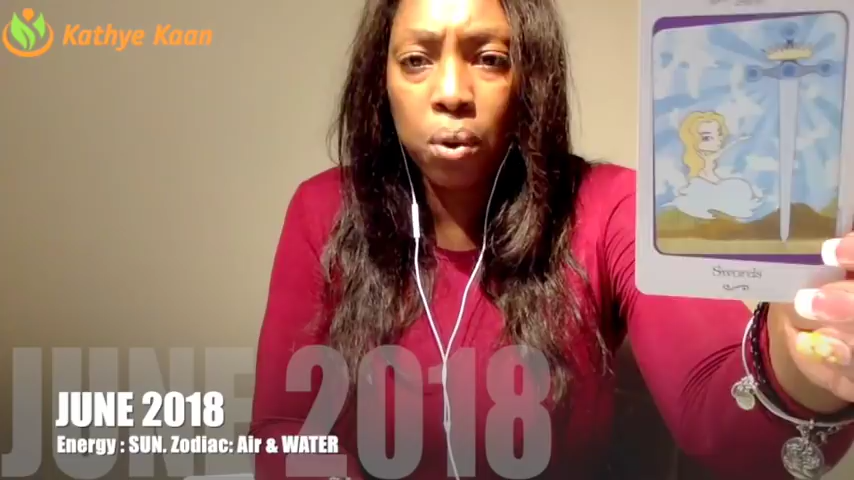 Kathye Kaan
Swords
JUNE 2018
JUNE 2018
Energy : SUN. Zodiac: Air & WATER